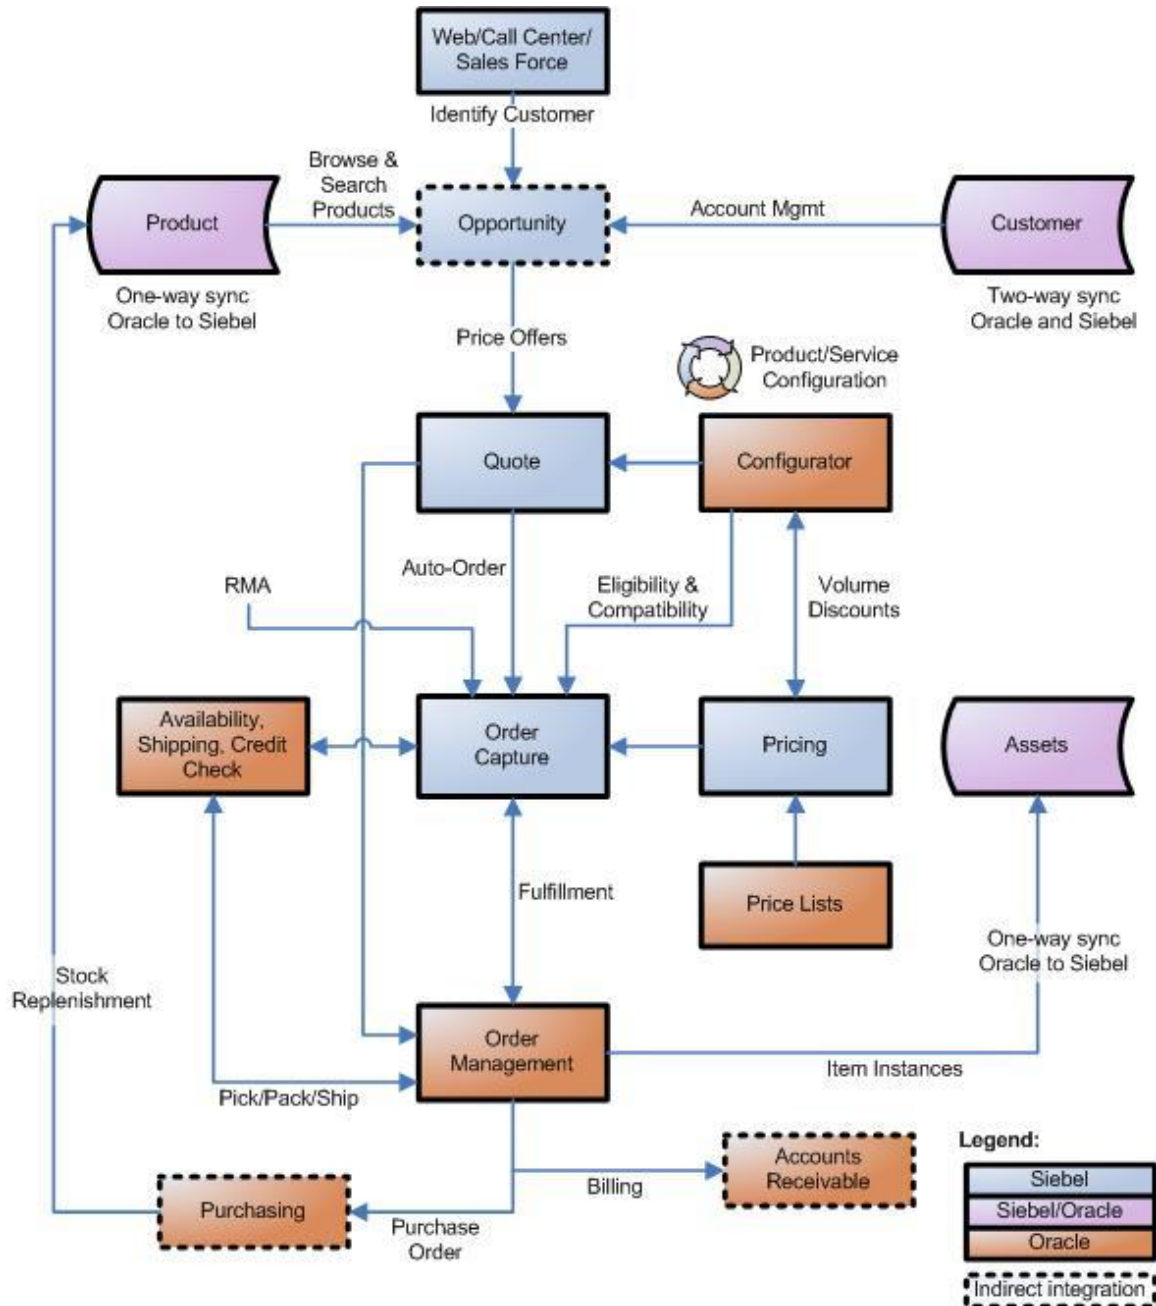 Web/Call Center/
Sales Force
Identify Customer
Browse &
Search
Products
Product
Opportunity
Account Mgmt
Customer
One-way sync
Oracle to Siebel
Two-way sync
Oracle and Siebel
Price Offers
Product/Service
Configuration
Quote
Configurator
Auto-Order
RMA
Eligibility &
Compatibility
Volume
Discounts
Availability,
Shipping, Credit
Check
Order
Capture
Pricing
Assets
Fulfillment
Price Lists
One-way sync
Oracle to Siebel
Stock
Replenishment
Order
Management
Item Instances
Pick/Pack/Ship
Legend:
Accounts
Receivable
Siebel
Billing
Siebel/Oracle
Purchasing
Oracle
Purchase
Order
Indirect integration